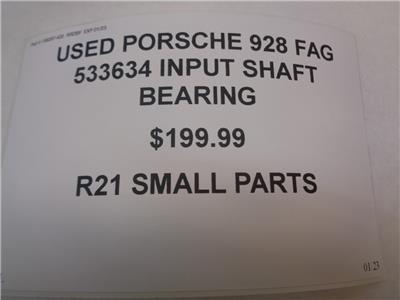 USED PORSCHE 928 FAG
533634 INPUT SHAFT
BEARING
$199.99
R21 SMALL PARTS
01/23